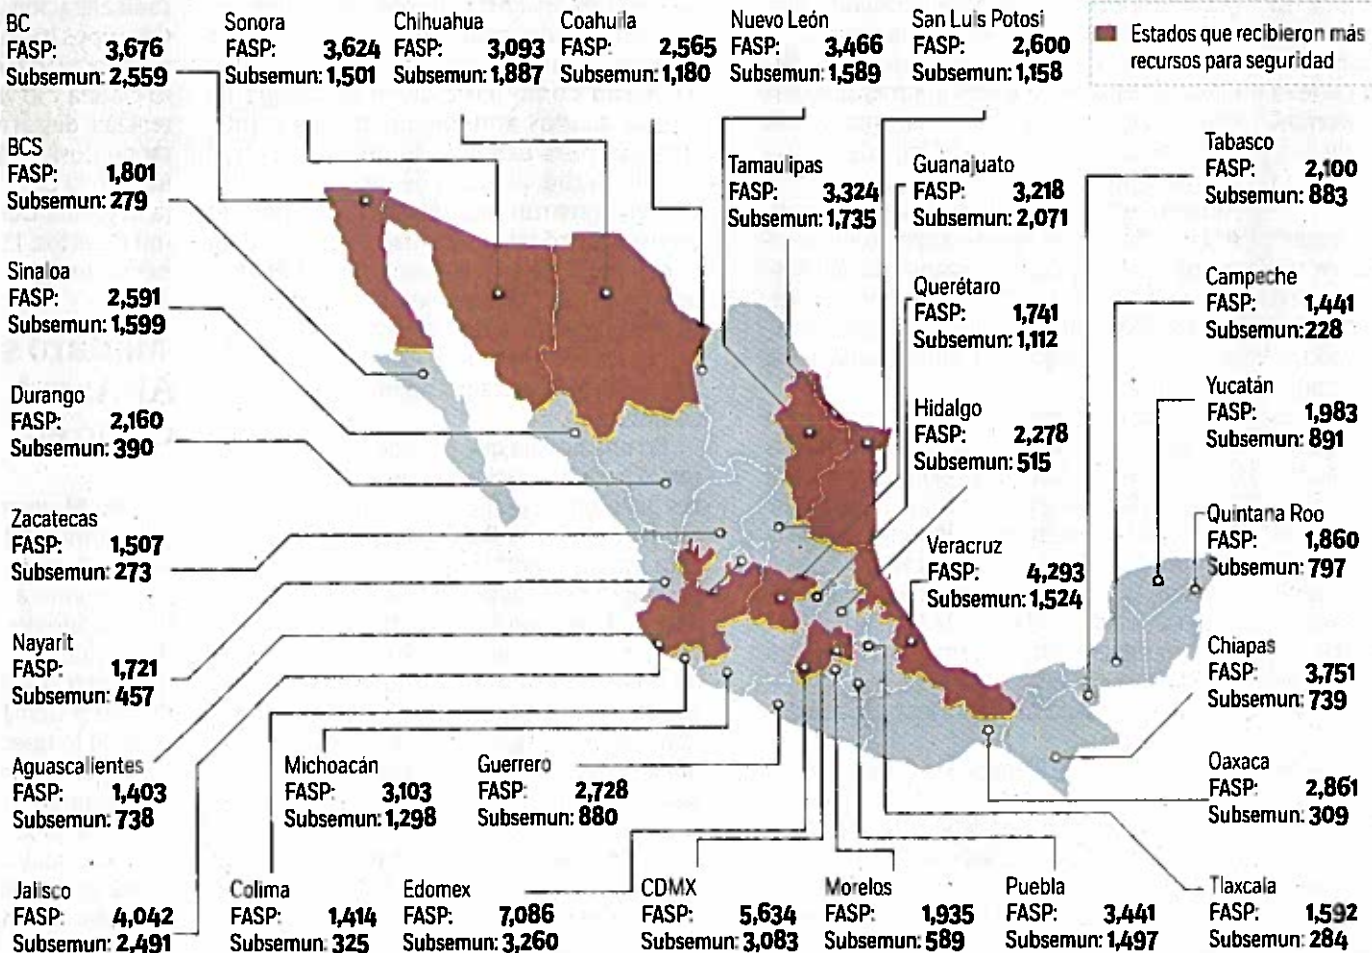 BC
FASP: 3,676
Subsemun: 2,559
Sonora
FASP: 3,624
Subsemun: 1,501
Chihuahua
FASP: 3,093
Subsemun: 1,887
Coahuila
FASP: 2,565
Subsemun: 1,180
Nuevo León
FASP: 3,466
Subsemun: 1,589
San Luis Potosi
FASP: 2,600
Subsemun: 1,158
Estados que recibieron más
recursos para seguridad
BCS
FASP: 1,801
Subsemun: 279
Tamaulipas
FASP: 3,324
Subsemun: 1,735
Guanajuato
FASP: 3,218
Subsemun: 2,071
Tabasco
FASP: 2,100
Subsemun: 883
Sinaloa
FASP: 2,591
Subsemun: 1,599
Querétaro
FASP: 1,741
Subsemun: 1,112
Campeche
FASP: 1,441
Subsemun: 228
Durango
FASP: 2,160
Subsemun: 390
Hidalgo
FASP: 2,278
Subsemun: 515
Yucatán
FASP: 1,983
Subsemun: 891
Zacatecas
FASP: 1,507
Subsemun: 273
Veracruz
FASP: 4,293
Subsemun: 1,524
Quintana Roo
FASP: 1,860
Subsemun: 797
Nayarit
FASP: 1,721
Subsemun: 457
Chiapas
FASP: 3,751
Subsemun: 739
Aguascalientes
FASP: 1,403
Subsemun: 738
Michoacán
FASP: 3,103
Subsemun: 1,298
Guerrero
FASP: 2,728
Subsemun: 880
Oaxaca
FASP: 2,861
Subsemun: 309
Jalisco
FASP: 4,042
Subsemun: 2,491
Colima
FASP: 1,414
Subsemun: 325
Edomex
FASP: 7,086
Subsemun: 3,260
CDMX
FASP: 5,634
Subsemun: 3,083
Morelos
FASP: 1,935
Subsemun: 589
Puebla
FASP: 3,441
Subsemun: 1,497
Tlaxcala
FASP: 1,592
Subsemun: 284